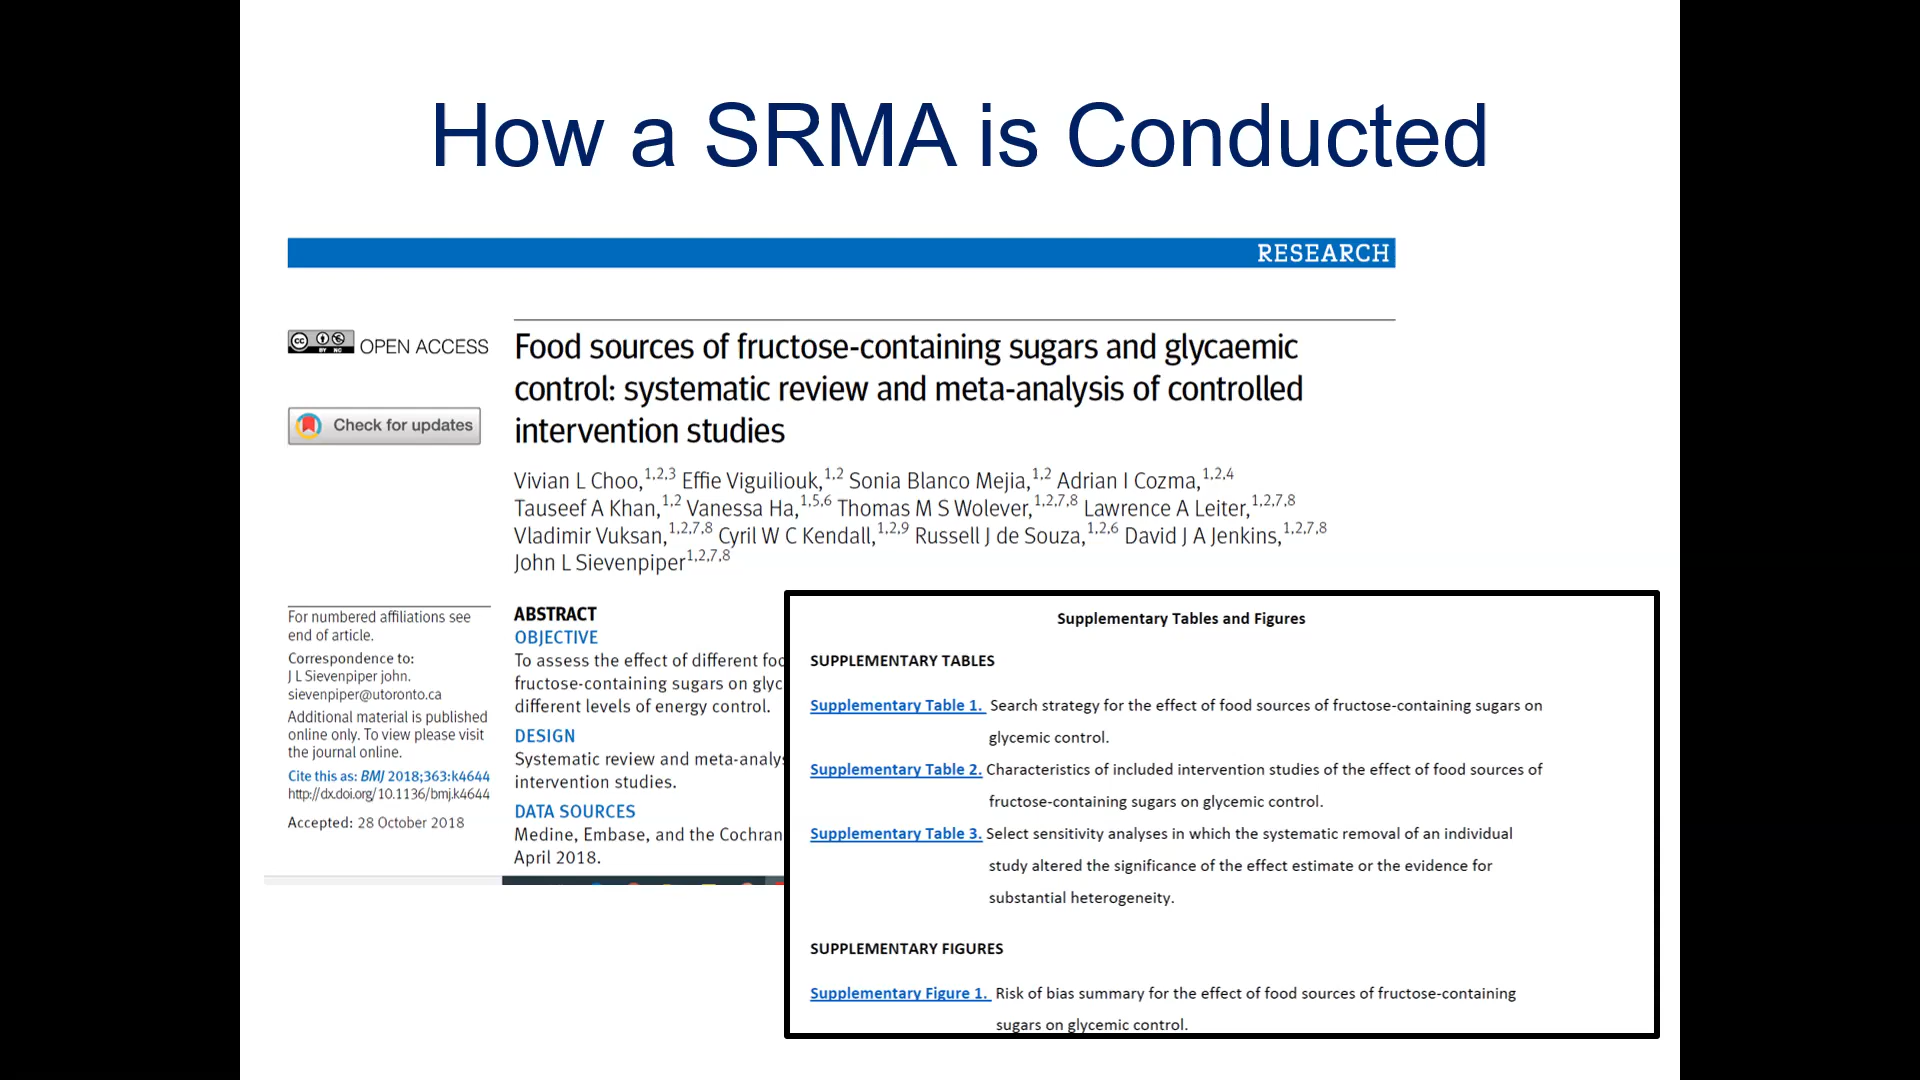 How a SRMA is Conducted
RESEARCH
OPEN ACCESS
Check for updates
Food sources of fructose-containing sugars and glycaemic
control: systematic review and meta-analysis of controlled
intervention studies
Vivian L Choo,1,2,3 Effie Viguiliouk,1,2 Sonia Blanco Mejia,1,2 Adrian I Cozma,1,2,4
Tauseef A Khan,1,2 Vanessa Ha,1,5,6 Thomas M S Wolever,1,2,7,8 Lawrence A Leiter,1,2,7,8
Vladimir Vuksan,1,2,7,8 Cyril W C Kendall,1,2,9 Russell J de Souza,1,2,6 David J A Jenkins,1,2,7,8
John L Sievenpiper1,2,7,8
For numbered affiliations see
end of article.
Correspondence to:
J L Sievenpiper john.
sievenpiper@utoronto.ca
Additional material is published
online only. To view please visit
the journal online.
Cite this as: BMJ 2018;363:k4644
http://dx.doi.org/10.1136/bmj.k4644
Accepted: 28 October 2018
ABSTRACT
OBJECTIVE
To assess the effect of different foo
fructose-containing sugars on glyc
different levels of energy control.
DESIGN
Systematic review and meta-analys
intervention studies.
DATA SOURCES
Medine, Embase, and the Cochran
April 2018.
Supplementary Tables and Figures
SUPPLEMENTARY TABLES
Supplementary Table 1. Search strategy for the effect of food sources of fructose-containing sugars on
glycemic control.
Supplementary Table 2. Characteristics of included intervention studies of the effect of food sources of
fructose-containing sugars on glycemic control.
Supplementary Table 3. Select sensitivity analyses in which the systematic removal of an individual
study altered the significance of the effect estimate or the evidence for
substantial heterogeneity.
SUPPLEMENTARY FIGURES
Supplementary Figure 1. Risk of bias summary for the effect of food sources of fructose-containing
sugars on glycemic control.